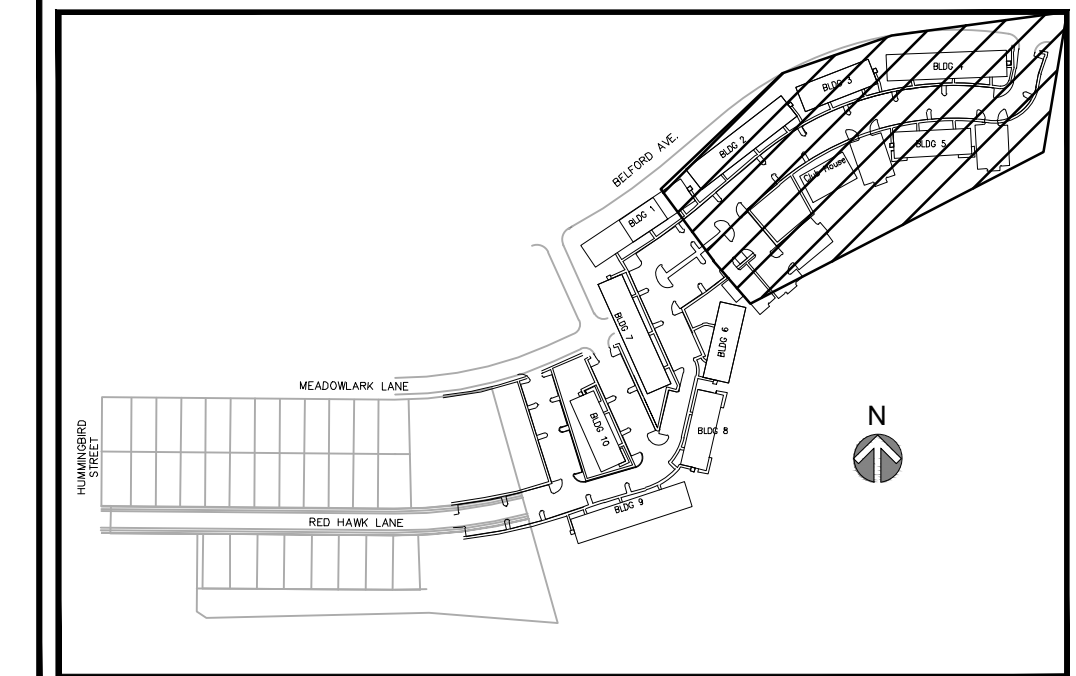 BLDG 4
BLDG 3
BLDG 2
BLDG 5
Club House
BELFORD AVE.
BLDG 1
BLDG 7
BLDG 6
MEADOWLARK LANE
N
HUMMINGBIRD
STREET
BLDG 10
BLDG 8
BLDG 9
RED HAWK LANE